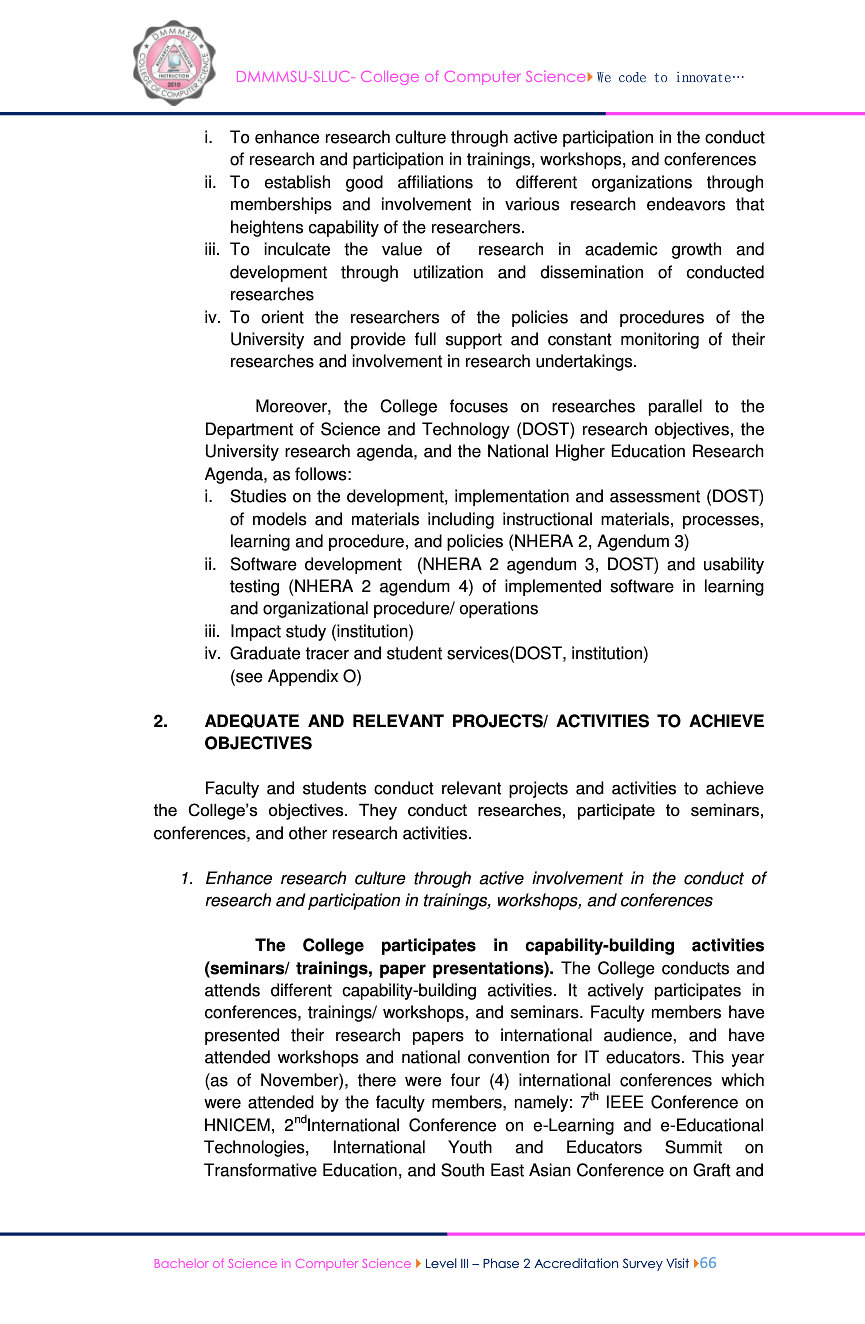 DMMMSU
COLLEGE OF COMPUTER SCIENCE
RESEARCH
EXTENSION
INSTRUCTION
2010
DMMMSU-SLUC- College of Computer Science We code to innovate…
i. To enhance research culture through active participation in the conduct
of research and participation in trainings, workshops, and conferences
ii. To establish good affiliations to different organizations through
memberships and involvement in various research endeavors that
heightens capability of the researchers.
iii. To inculcate the value of research in academic growth and
development through utilization and dissemination of conducted
researches
iv. To orient the researchers of the policies and procedures of the
University and provide full support and constant monitoring of their
researches and involvement in research undertakings.
Moreover, the College focuses on researches parallel to the
Department of Science and Technology (DOST) research objectives, the
University research agenda, and the National Higher Education Research
Agenda, as follows:
i. Studies on the development, implementation and assessment (DOST)
of models and materials including instructional materials, processes,
learning and procedure, and policies (NHERA 2, Agendum 3)
ii. Software development (NHERA 2 agendum 3, DOST) and usability
testing (NHERA 2 agendum 4) of implemented software in learning
and organizational procedure/ operations
iii. Impact study (institution)
iv. Graduate tracer and student services(DOST, institution)
(see Appendix O)
2. ADEQUATE AND RELEVANT PROJECTS/ ACTIVITIES TO ACHIEVE
OBJECTIVES
Faculty and students conduct relevant projects and activities to achieve
the College's objectives. They conduct researches, participate to seminars,
conferences, and other research activities.
1. Enhance research culture through active involvement in the conduct of
research and participation in trainings, workshops, and conferences
The College participates in capability-building activities
(seminars/ trainings, paper presentations). The College conducts and
attends different capability-building activities. It actively participates in
conferences, trainings/ workshops, and seminars. Faculty members have
presented their research papers to international audience, and have
attended workshops and national convention for IT educators. This year
(as of November), there were four (4) international conferences which
were attended by the faculty members, namely: 7th IEEE Conference on
HNICEM, 2ndInternational Conference on e-Learning and e-Educational
Technologies, International Youth and Educators Summit on
Transformative Education, and South East Asian Conference on Graft and
Bachelor of Science in Computer Science Level III – Phase 2 Accreditation Survey Visit 66